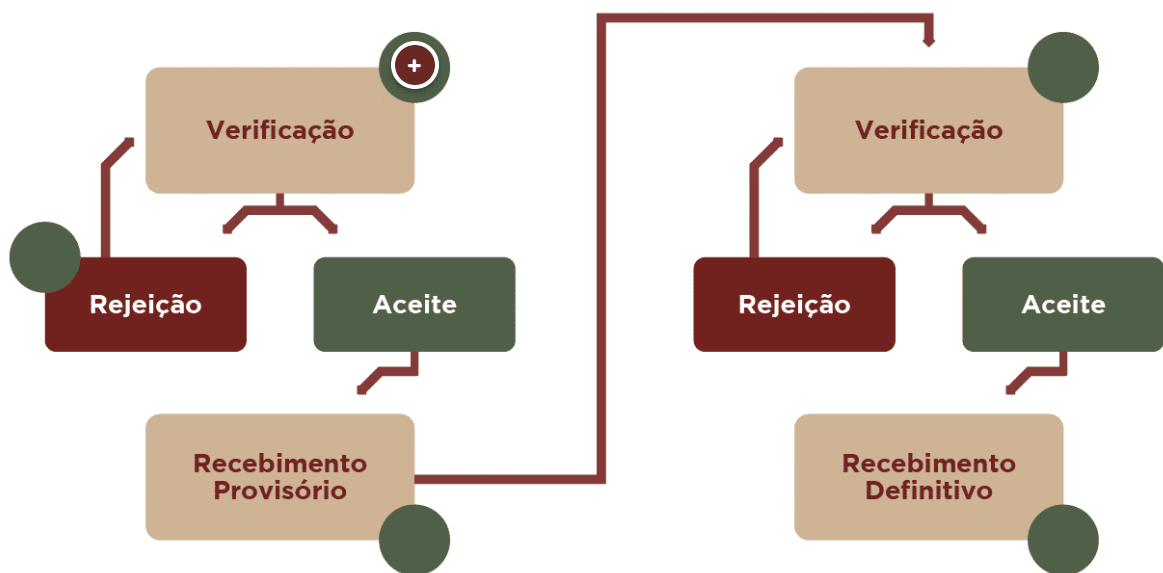 +
Verificação
Rejeição
Aceite
Recebimento
Provisório
Verificação
Rejeição
Aceite
Recebimento
Definitivo